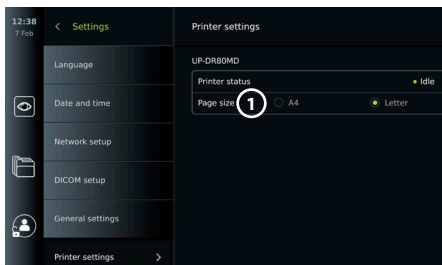 12:38
7 Feb
Settings
Printer settings
Language
Date and time
Network setup
DICOM setup
General settings
Printer settings
UP-DR80MD
Printer status Idle
Page size 1 A4 Letter